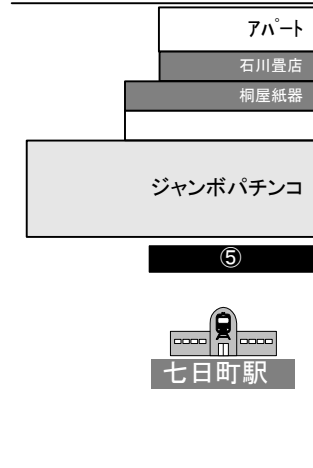 アパート
石川畳店
桐屋紙器
ジャンボパチンコ
⑤
七日町駅